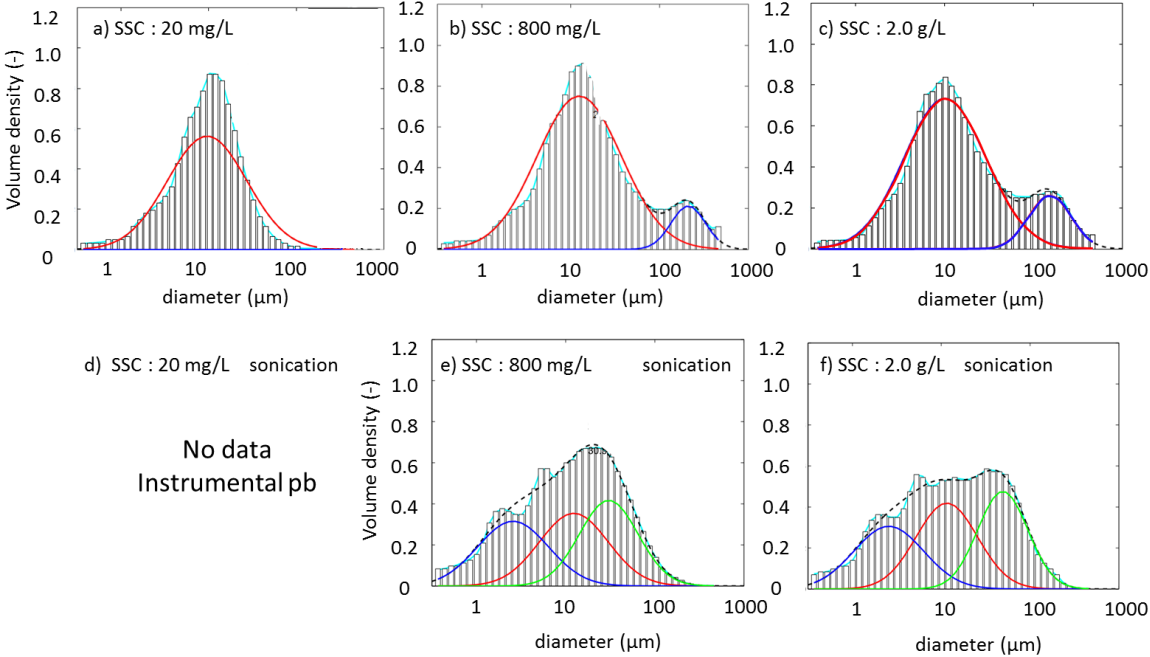 a) SSC : 20 mg/L
b) SSC : 800 mg/L
c) SSC : 2.0 g/L
Volume density (-)
1.2
1.0
0.8
0.6
0.4
0.2
0
1 10 100 1000
diameter (µm)
1.2
1.0
0.8
0.6
0.4
0.2
0
1 10 100 1000
diameter (µm)
1.2
1.0
0.8
0.6
0.4
0.2
0
1 10 100 1000
diameter (µm)
d) SSC : 20 mg/L sonication
No data
Instrumental pb
e) SSC : 800 mg/L sonication
Volume density (-)
1.2
1.0
0.8
0.6
0.4
0.2
0
1 10 100 1000
diameter (µm)
f) SSC : 2.0 g/L sonication
1.2
1.0
0.8
0.6
0.4
0.2
0
1 10 100 1000
diameter (µm)